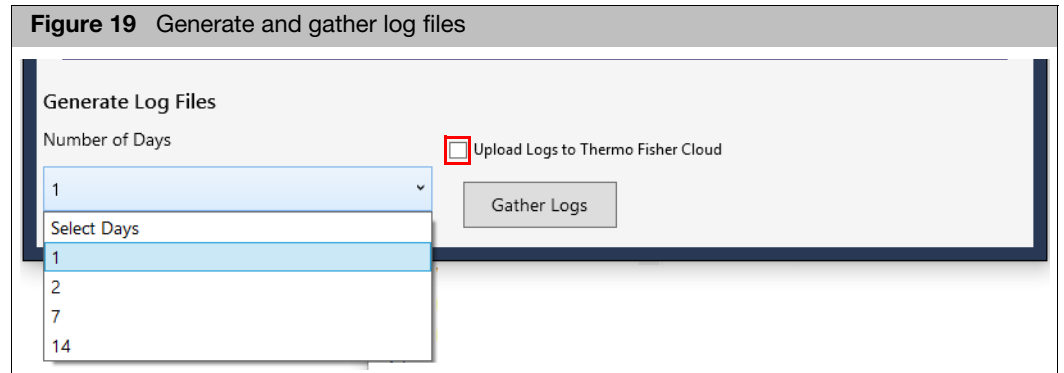 Figure 19 Generate and gather log files
Generate Log Files
Number of Days
Upload Logs to Thermo Fisher Cloud
1
Gather Logs
Select Days
1
2
7
14